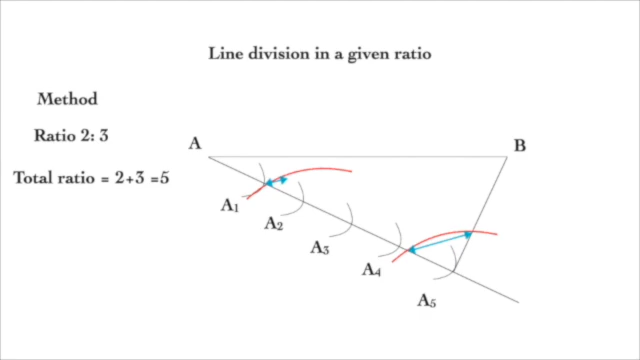 Line division in a given ratio
Method
Ratio 2: 3
Total ratio = 2+3 =5
A
B
A1
A2
A3
A4
A5